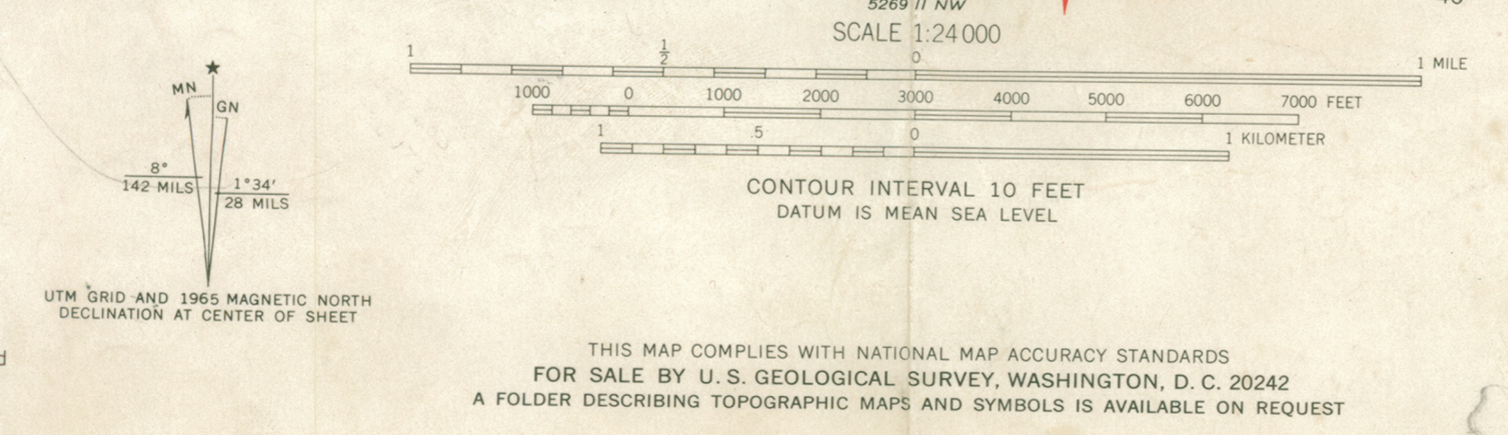 5269 II NW
SCALE 1:24 000
1 1/2 0 1 MILE
1000 0 1000 2000 3000 4000 5000 6000 7000 FEET
1 .5 0 1 KILOMETER
CONTOUR INTERVAL 10 FEET
DATUM IS MEAN SEA LEVEL
★
MN
GN
8°
142 MILS
1°34′
28 MILS
UTM GRID AND 1965 MAGNETIC NORTH
DECLINATION AT CENTER OF SHEET
THIS MAP COMPLIES WITH NATIONAL MAP ACCURACY STANDARDS
FOR SALE BY U. S. GEOLOGICAL SURVEY, WASHINGTON, D. C. 20242
A FOLDER DESCRIBING TOPOGRAPHIC MAPS AND SYMBOLS IS AVAILABLE ON REQUEST